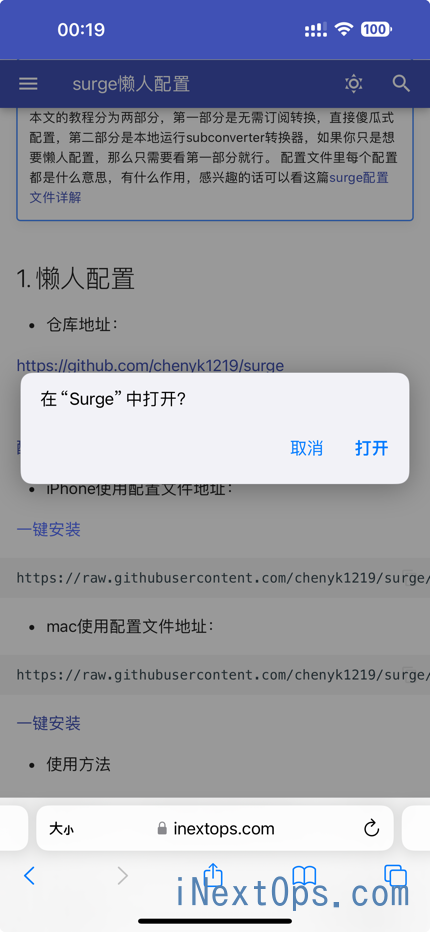 00:19
100
surge懒人配置
本文的教程分为两部分，第一部分是无需订阅转换，直接傻瓜式
配置，第二部分是本地运行subconverter转换器，如果你只是想
要懒人配置，那么只需要看第一部分就行。 配置文件里每个配置
都是什么意思，有什么作用，感兴趣的话可以看这篇surge配置
文件详解
1. 懒人配置
• 仓库地址：
https://github.com/chenyk1219/surge
在“Surge”中打开?
取消 打开
• iPhone使用配置文件地址：
一键安装
https://raw.githubusercontent.com/chenyk1219/surge/
• mac使用配置文件地址：
https://raw.githubusercontent.com/chenyk1219/surge/
一键安装
• 使用方法
大小 inextops.com
iNextOps.com